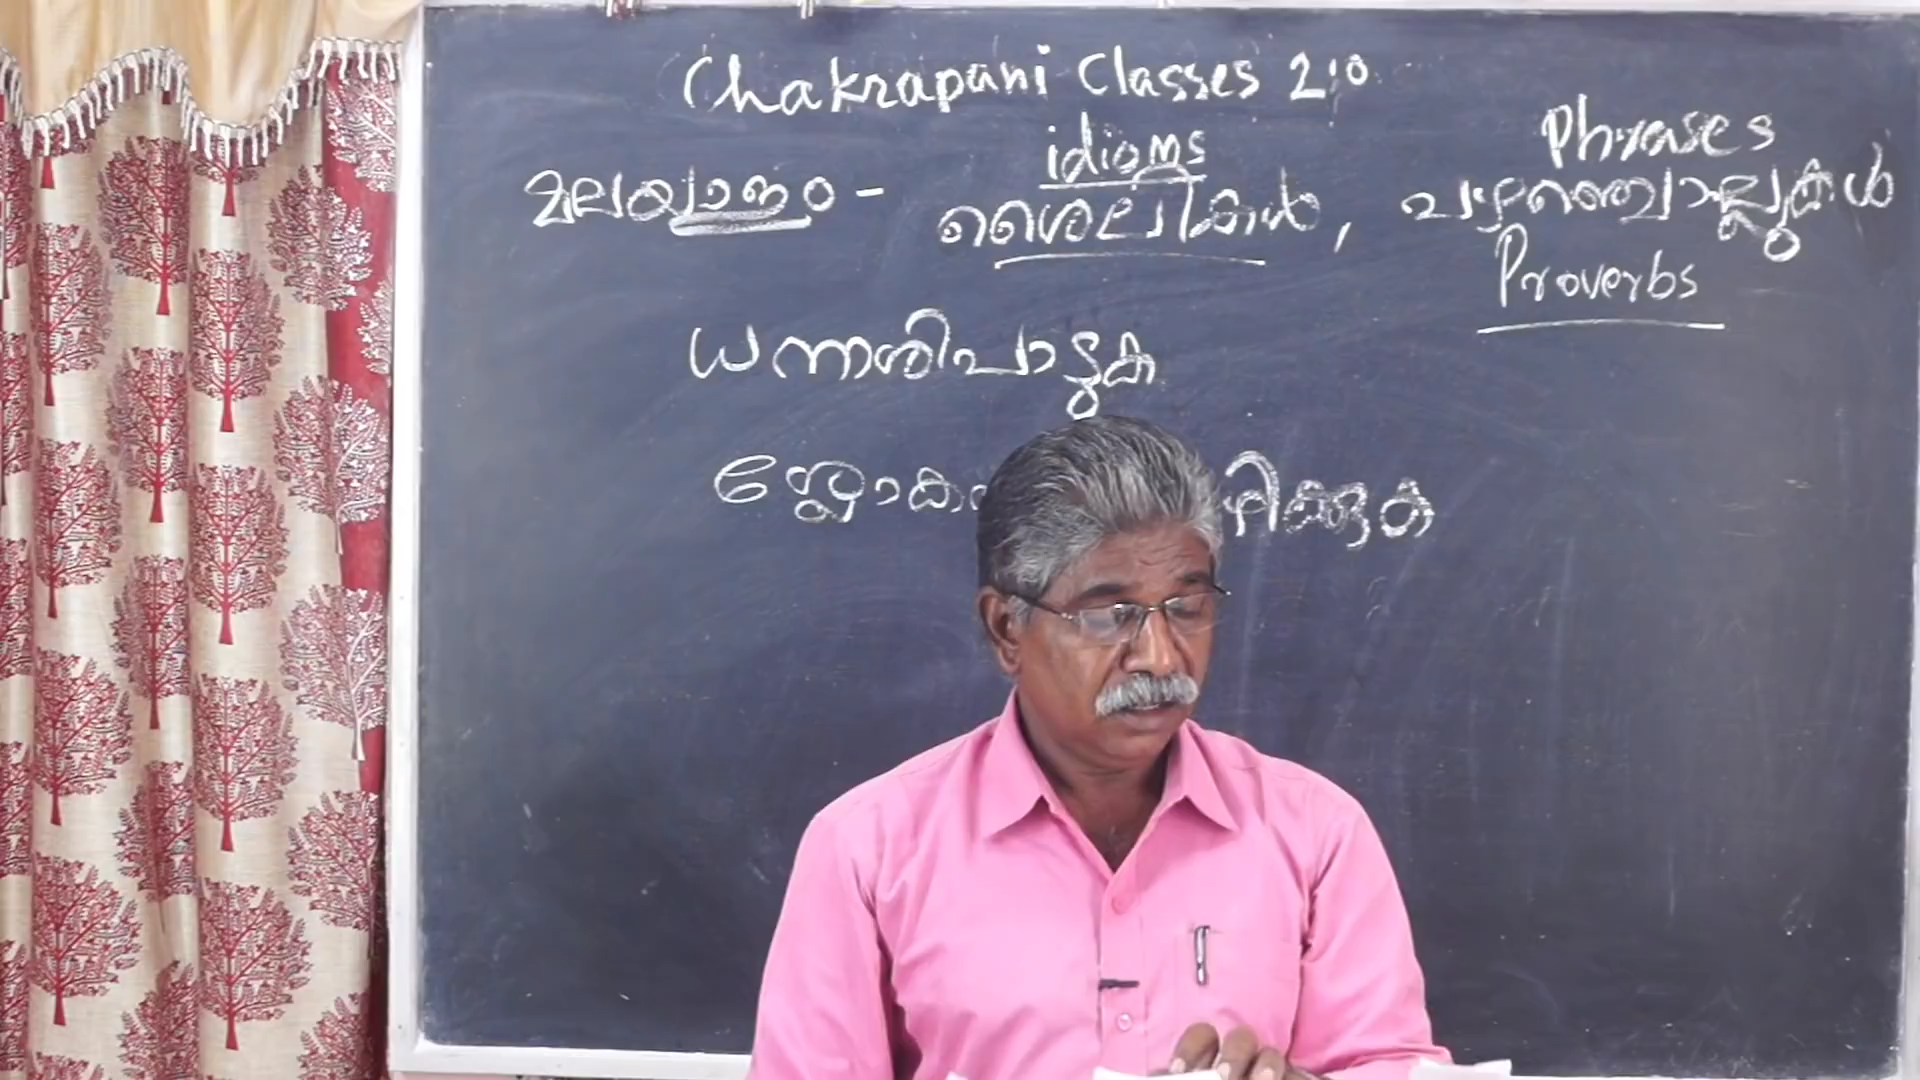 Chakrapani Classes 2.0
idioms Phrases
മലയാളം - ശൈലികൾ, പഴഞ്ചൊല്ലുകൾ
Proverbs
ധനാശിപാടുക
ഴിക്കുക